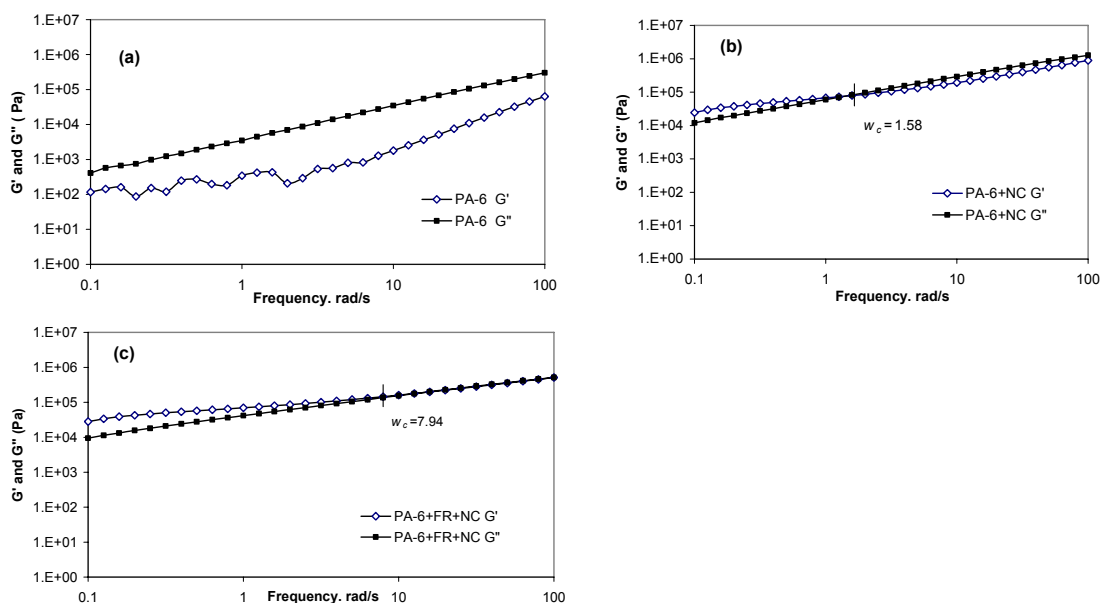 (a)
1.E+07
1.E+06
1.E+05
1.E+04
1.E+03
1.E+02
1.E+01
1.E+00
G' and G'' ( Pa)
0.1 1 10 100
Frequency. rad/s
PA-6 G'
PA-6 G"
(b)
1.E+07
1.E+06
1.E+05
1.E+04
1.E+03
1.E+02
1.E+01
1.E+00
G' and G'' (Pa)
w c = 1.58
0.1 1 10 100
Frequency. rad/s
PA-6+NC G'
PA-6+NC G"
(c)
1.E+07
1.E+06
1.E+05
1.E+04
1.E+03
1.E+02
1.E+01
1.E+00
G' and G'' (Pa)
w c =7.94
0.1 1 10 100
Frequency. rad/s
PA-6+FR+NC G'
PA-6+FR+NC G"